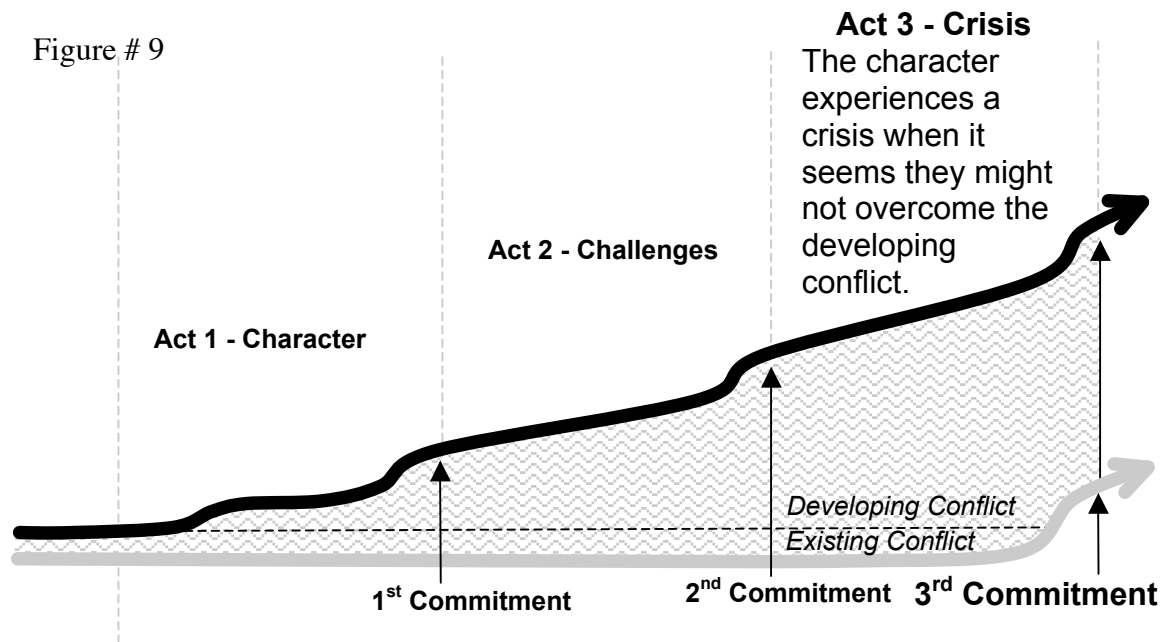 Figure # 9
Act 3 - Crisis
The character
experiences a
crisis when it
seems they might
not overcome the
developing
conflict.
Act 2 - Challenges
Act 1 - Character
Developing Conflict
Existing Conflict
1st Commitment
2nd Commitment
3rd Commitment